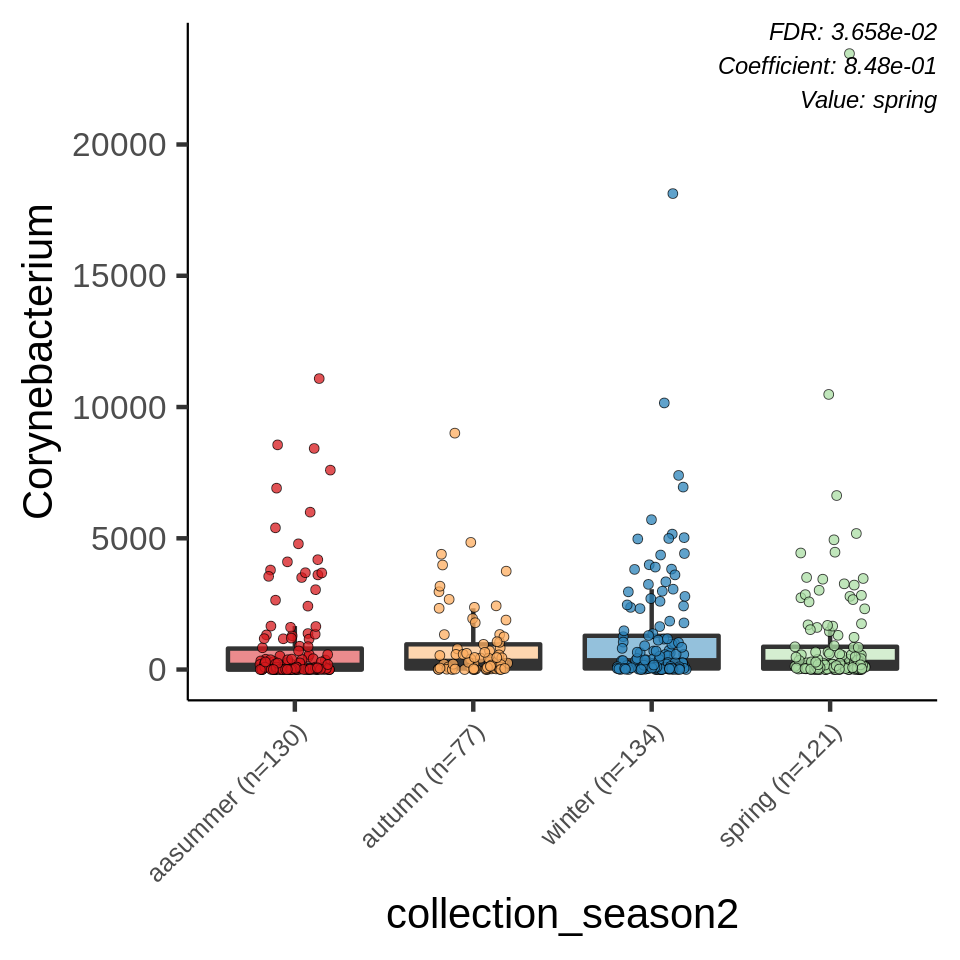 FDR: 3.658e-02
Coefficient: 8.48e-01
Value: spring
20000
15000
10000
5000
0
Corynebacterium
aasummer (n=130)
autumn (n=77)
winter (n=134)
spring (n=121)
collection_season2